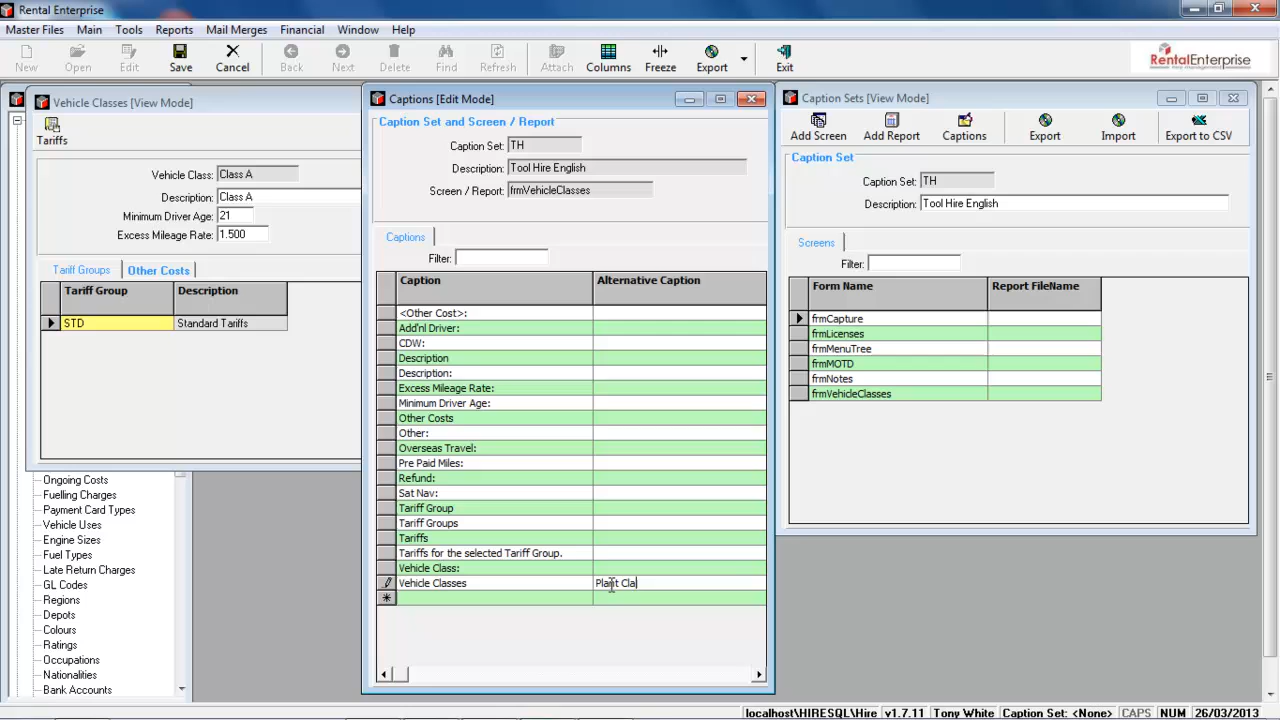 Rental Enterprise
Master Files Main Tools Reports Mail Merges Financial Window Help
New Open Edit Save Cancel Back Next Delete Find Refresh Attach Columns Freeze Export Exit
RentalEnterprise
Vehicle Classes [View Mode]
Tariffs
Vehicle Class: Class A
Description: Class A
Minimum Driver Age: 21
Excess Mileage Rate: 1.500
Tariff Groups Other Costs
Tariff Group Description
STD Standard Tariffs
Ongoing Costs
Fuelling Charges
Payment Card Types
Vehicle Uses
Engine Sizes
Fuel Types
Late Return Charges
GL Codes
Regions
Depots
Colours
Ratings
Occupations
Nationalities
Bank Accounts
Captions [Edit Mode]
Caption Set and Screen / Report
Caption Set: TH
Description: Tool Hire English
Screen / Report: frmVehicleClasses
Captions
Filter:
Caption Alternative Caption
<Other Cost>:
Add'nl Driver:
CDW:
Description
Description:
Excess Mileage Rate:
Minimum Driver Age:
Other Costs
Other:
Overseas Travel:
Pre Paid Miles:
Refund:
Sat Nav:
Tariff Group
Tariff Groups
Tariffs
Tariffs for the selected Tariff Group.
Vehicle Class:
Vehicle Classes Plant Cla
Caption Sets [View Mode]
Add Screen Add Report Captions Export Import Export to CSV
Caption Set
Caption Set: TH
Description: Tool Hire English
Screens
Filter:
Form Name Report FileName
frmCapture
frmLicenses
frmMenuTree
frmMOTD
frmNotes
frmVehicleClasses
localhost\HIRESQL\Hire v1.7.11 Tony White Caption Set: <None> CAPS NUM 26/03/2013